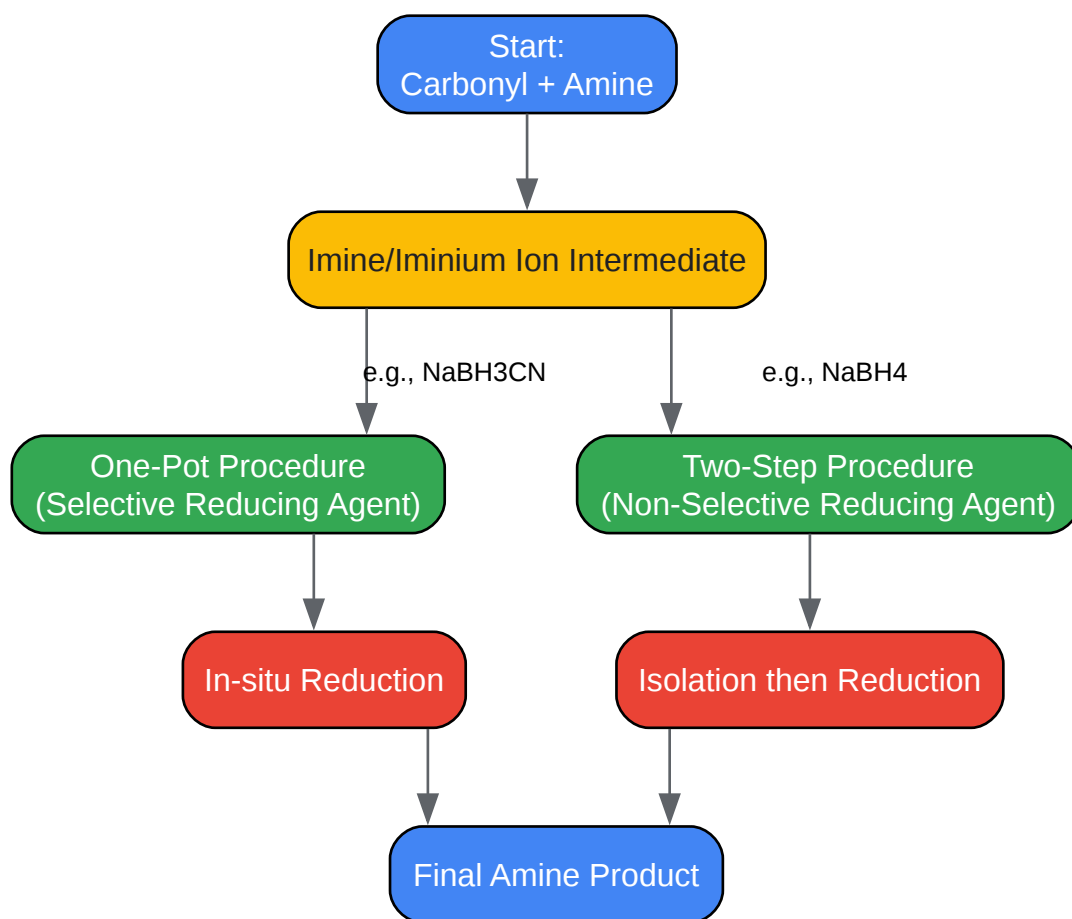 Start:
Carbonyl + Amine
Imine/Iminium Ion Intermediate
e.g., NaBH3CN
e.g., NaBH4
One-Pot Procedure
(Selective Reducing Agent)
Two-Step Procedure
(Non-Selective Reducing Agent)
In-situ Reduction
Isolation then Reduction
Final Amine Product